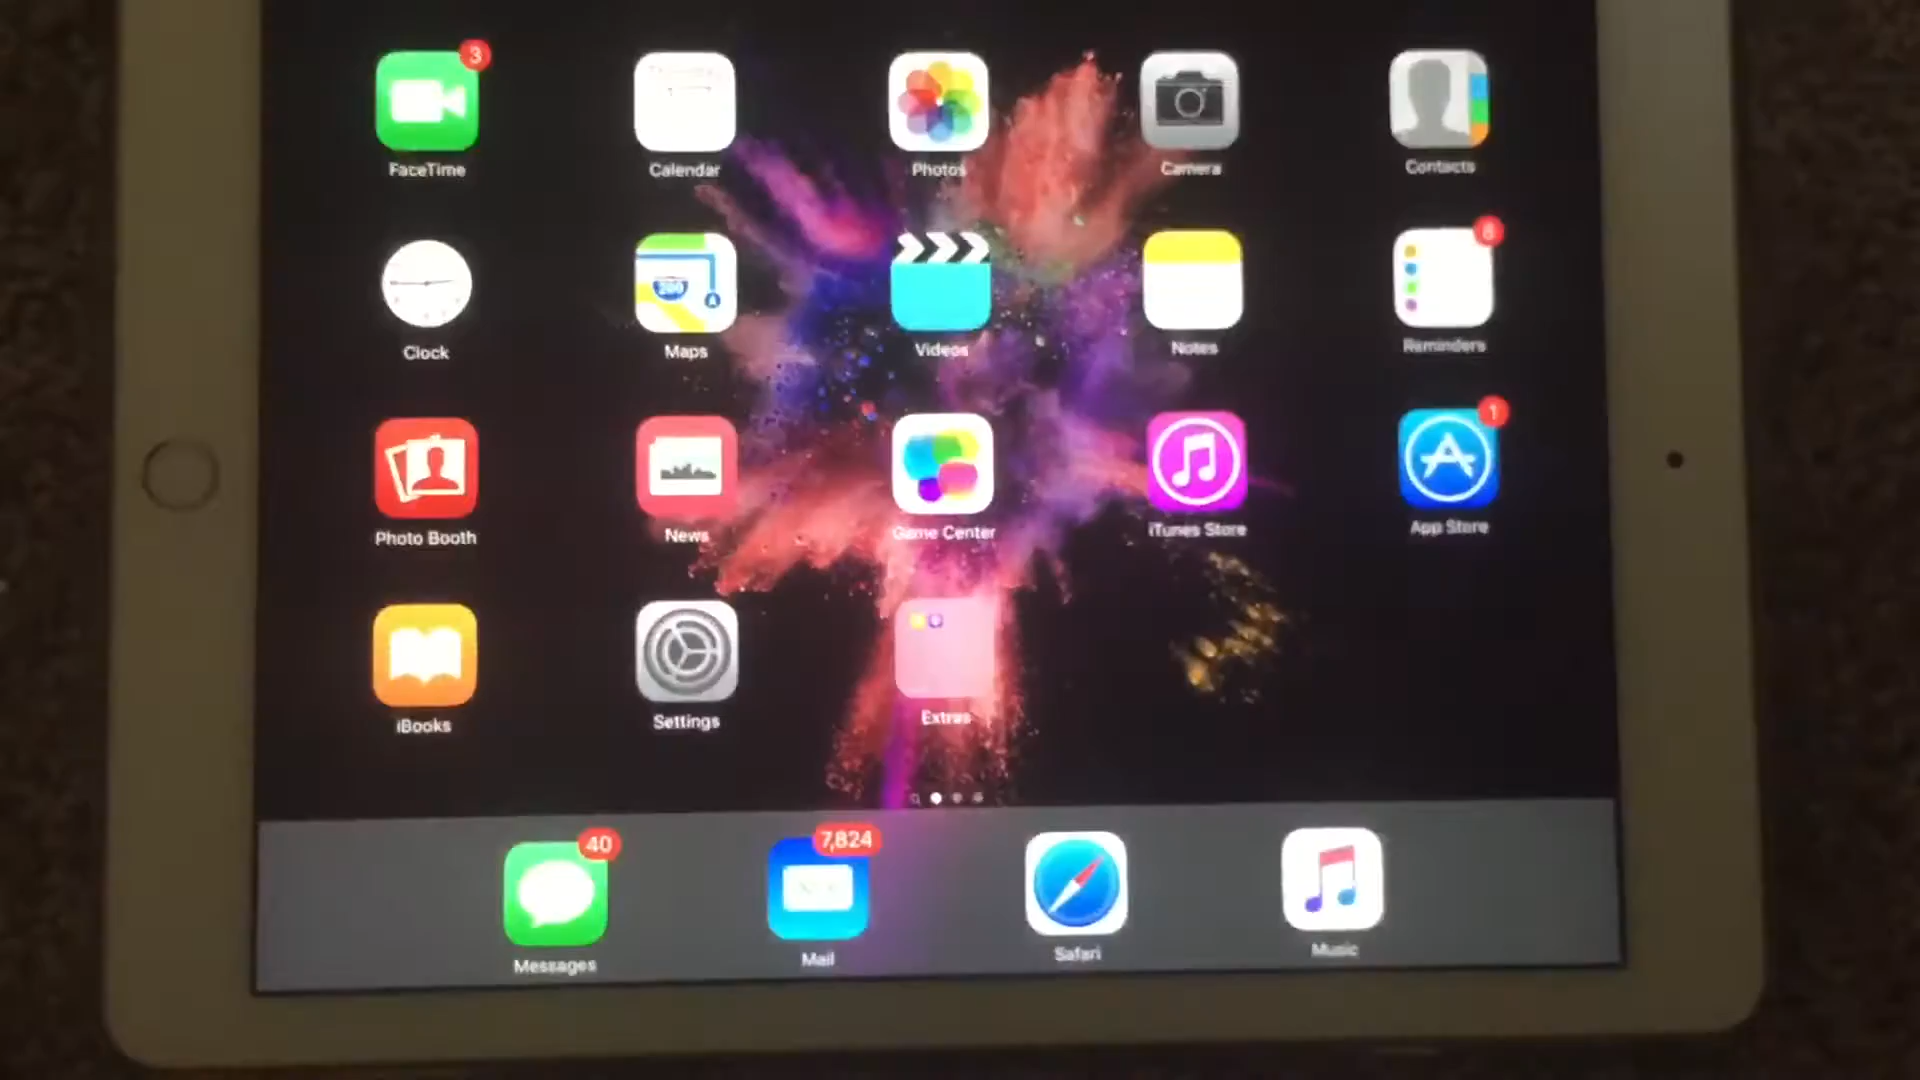 3
FaceTime
Calendar
Photos
Camera
Contacts
Clock
280
A
Maps
Videos
Notes
Reminders
Photo Booth
News
Game Center
iTunes Store
1
App Store
iBooks
Settings
Extras
40
Messages
7,824
Mail
Safari
Music